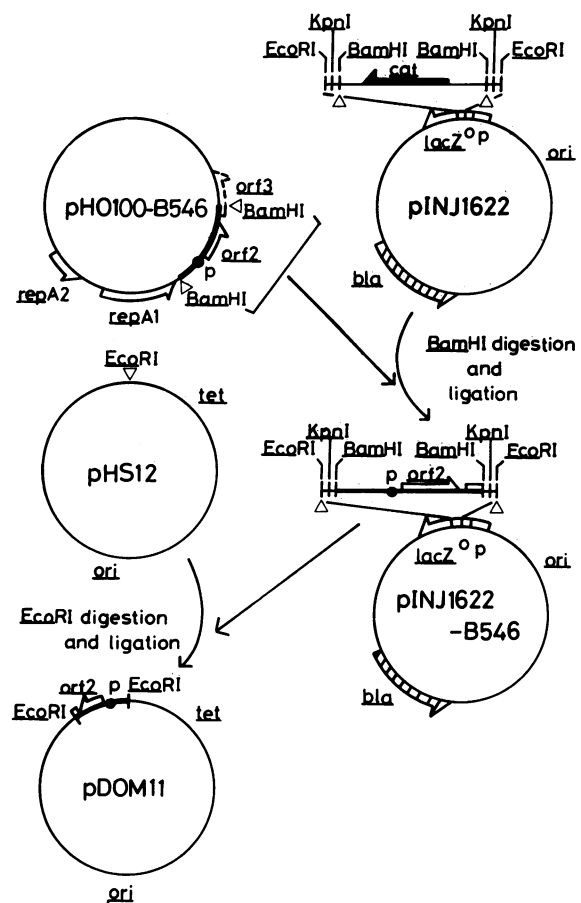 KpnI KpnI
EcoRI BamHI BamHI EcoRI
cat
lacZ o p
ori
pINJ1622
bla
pHO100-B546
orf3
BamHI
orf2
p
BamHI
repA2
repA1
BamHI digestion
and
ligation
EcoRI
tet
pHS12
ori
KpnI KpnI
EcoRI BamHI BamHI EcoRI
p orf2
lacZ o p
ori
pINJ1622
-B546
bla
EcoRI digestion
and ligation
orf2 p EcoRI
EcoRI
tet
pDOM11
ori